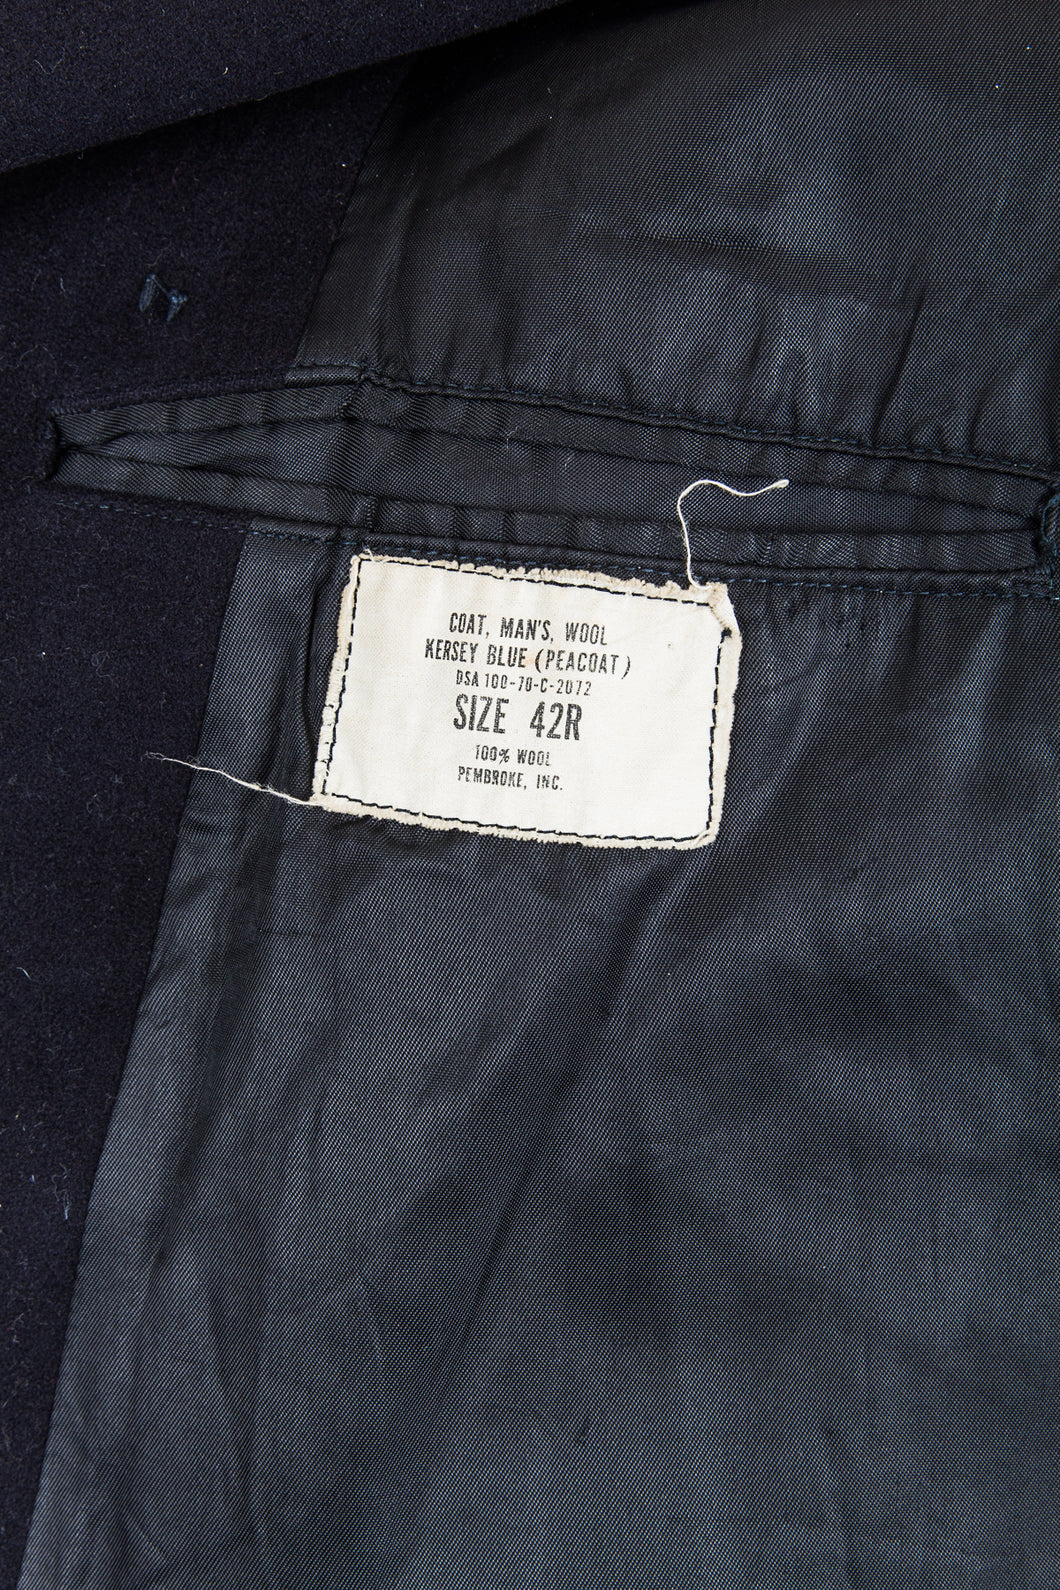 COAT, MAN'S, WOOL
KERSEY BLUE (PEACOAT)
DSA 100-70-C-2072
SIZE 42R
100% WOOL
PEMBROKE, INC.